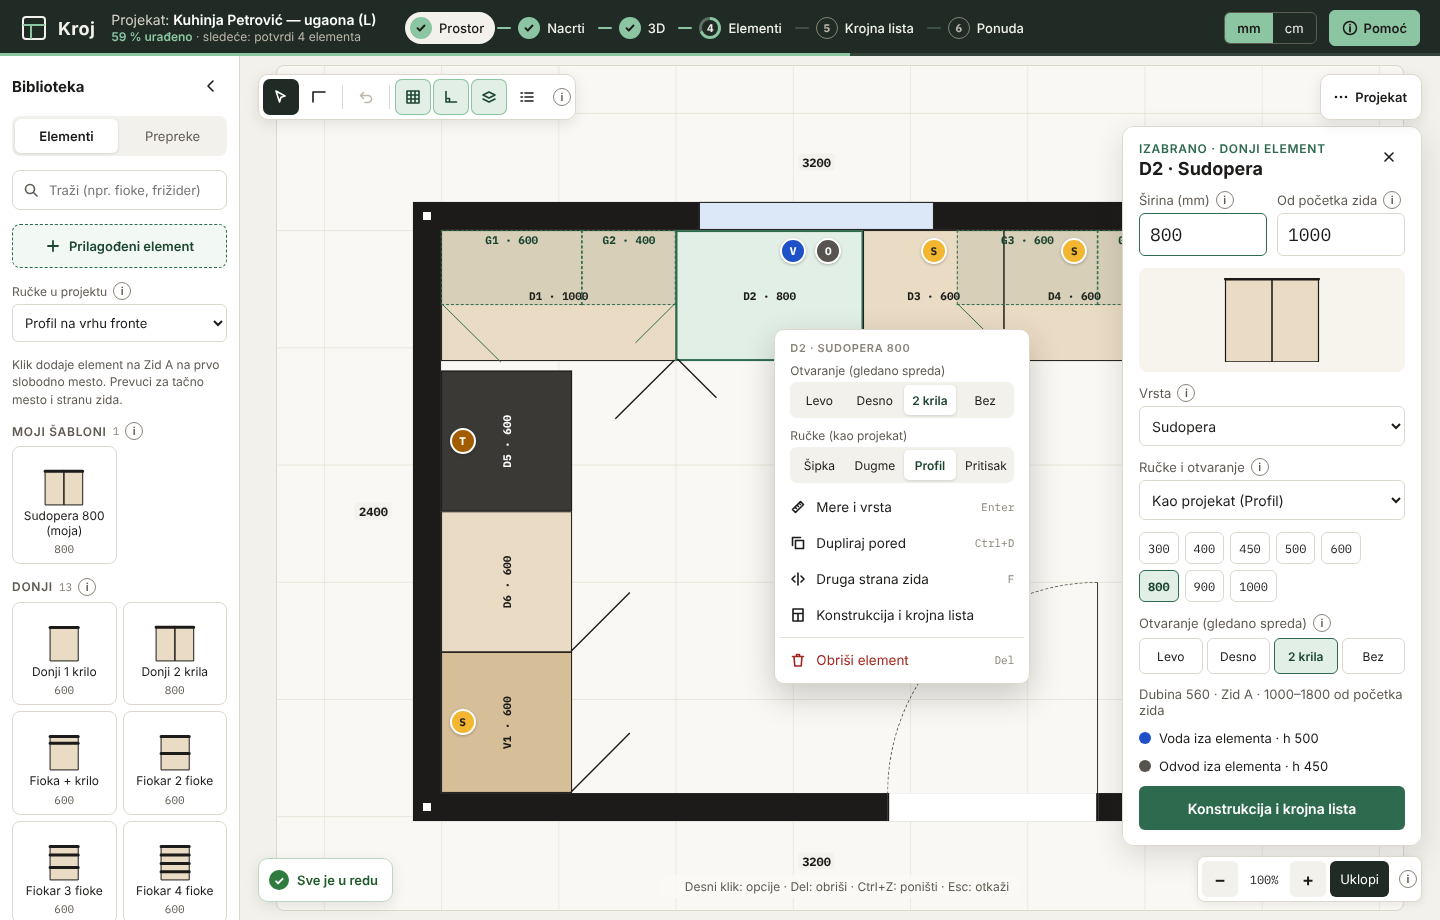 Kroj
Projekat: Kuhinja Petrović — ugaona (L)
59 % urađeno · sledeće: potvrdi 4 elementa
Prostor
Nacrti
3D
4 Elementi
5 Krojna lista
6 Ponuda
mm cm
Pomoć
Biblioteka
Elementi Prepreke
Traži (npr. fioke, frižider)
+ Prilagođeni element
Ručke u projektu i
Profil na vrhu fronte
Klik dodaje element na Zid A na prvo
slobodno mesto. Prevuci za tačno
mesto i stranu zida.
MOJI ŠABLONI 1 i
Sudopera 800
(moja)
800
DONJI 13 i
Donji 1 krilo
600
Donji 2 krila
800
Fioka + krilo
600
Fiokar 2 fioke
600
Fiokar 3 fioke
600
Fiokar 4 fioke
600
i
··· Projekat
3200
G1 · 600
G2 · 400
V
O
S
G3 · 600
S
D1 · 1000
D2 · 800
D3 · 600
D4 · 600
T
D5 · 600
2400
D6 · 600
S
V1 · 600
3200
D2 · SUDOPERA 800
Otvaranje (gledano spreda)
Levo Desno 2 krila Bez
Ručke (kao projekat)
Šipka Dugme Profil Pritisak
Mere i vrsta Enter
Dupliraj pored Ctrl+D
Druga strana zida F
Konstrukcija i krojna lista
Obriši element Del
IZABRANO · DONJI ELEMENT
D2 · Sudopera
Širina (mm) i
Od početka zida i
800
1000
Vrsta i
Sudopera
Ručke i otvaranje i
Kao projekat (Profil)
300 400 450 500 600
800 900 1000
Otvaranje (gledano spreda) i
Levo Desno 2 krila Bez
Dubina 560 · Zid A · 1000–1800 od početka
zida
Voda iza elementa · h 500
Odvod iza elementa · h 450
Konstrukcija i krojna lista
Sve je u redu
Desni klik: opcije · Del: obriši · Ctrl+Z: poništi · Esc: otkaži
− 100% + Uklopi i